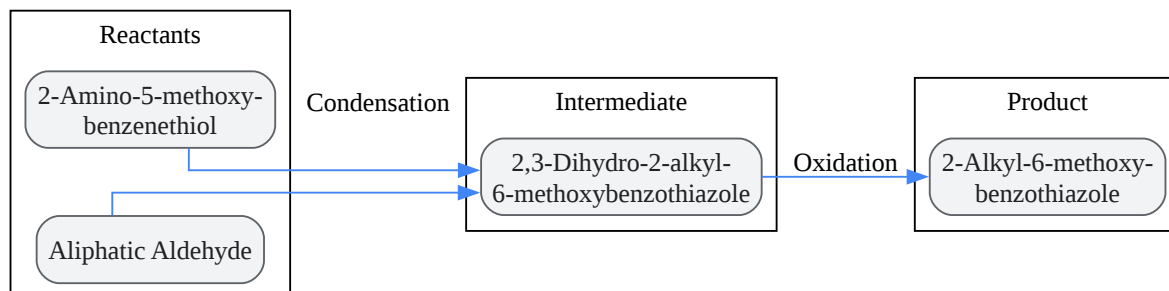 Reactants
2-Amino-5-methoxy-
benzenethiol
Aliphatic Aldehyde
Condensation
Intermediate
2,3-Dihydro-2-alkyl-
6-methoxybenzothiazole
Oxidation
Product
2-Alkyl-6-methoxy-
benzothiazole